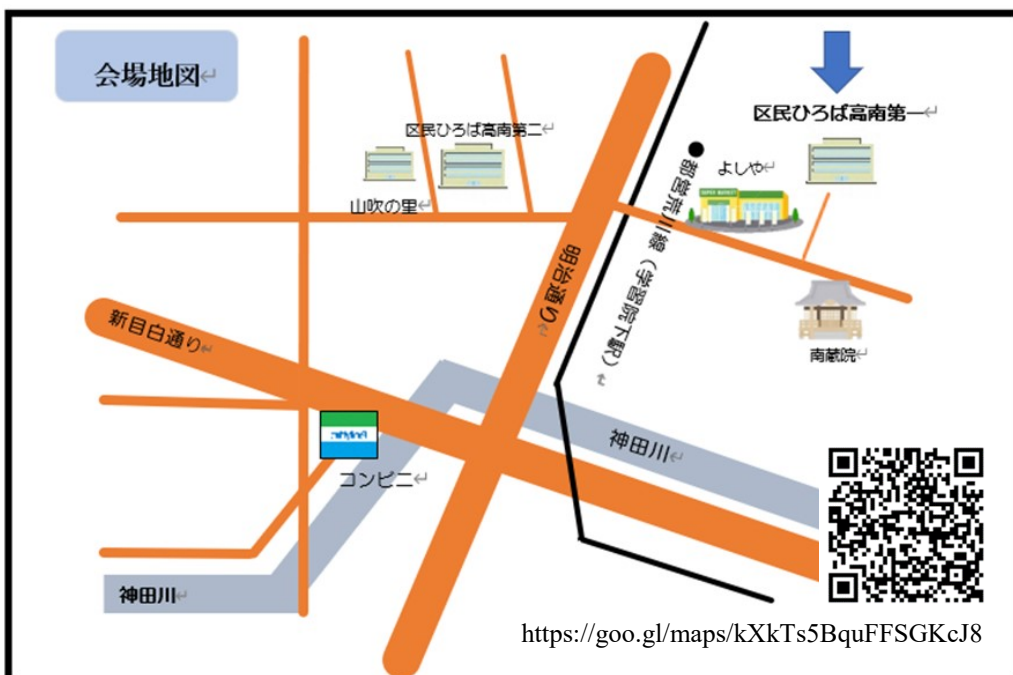 会場地図↵
区民ひろば高南第一↵
区民ひろば高南第二↵
よしや↵
SUPER MARKET
山吹の里↵
都営荒川線（学習院下駅）↵
明治通り↵
新目白通り↵
南蔵院↵
神田川↵
コンビニ↵
神田川↵
https://goo.gl/maps/kXkTs5BquFFSGKcJ8